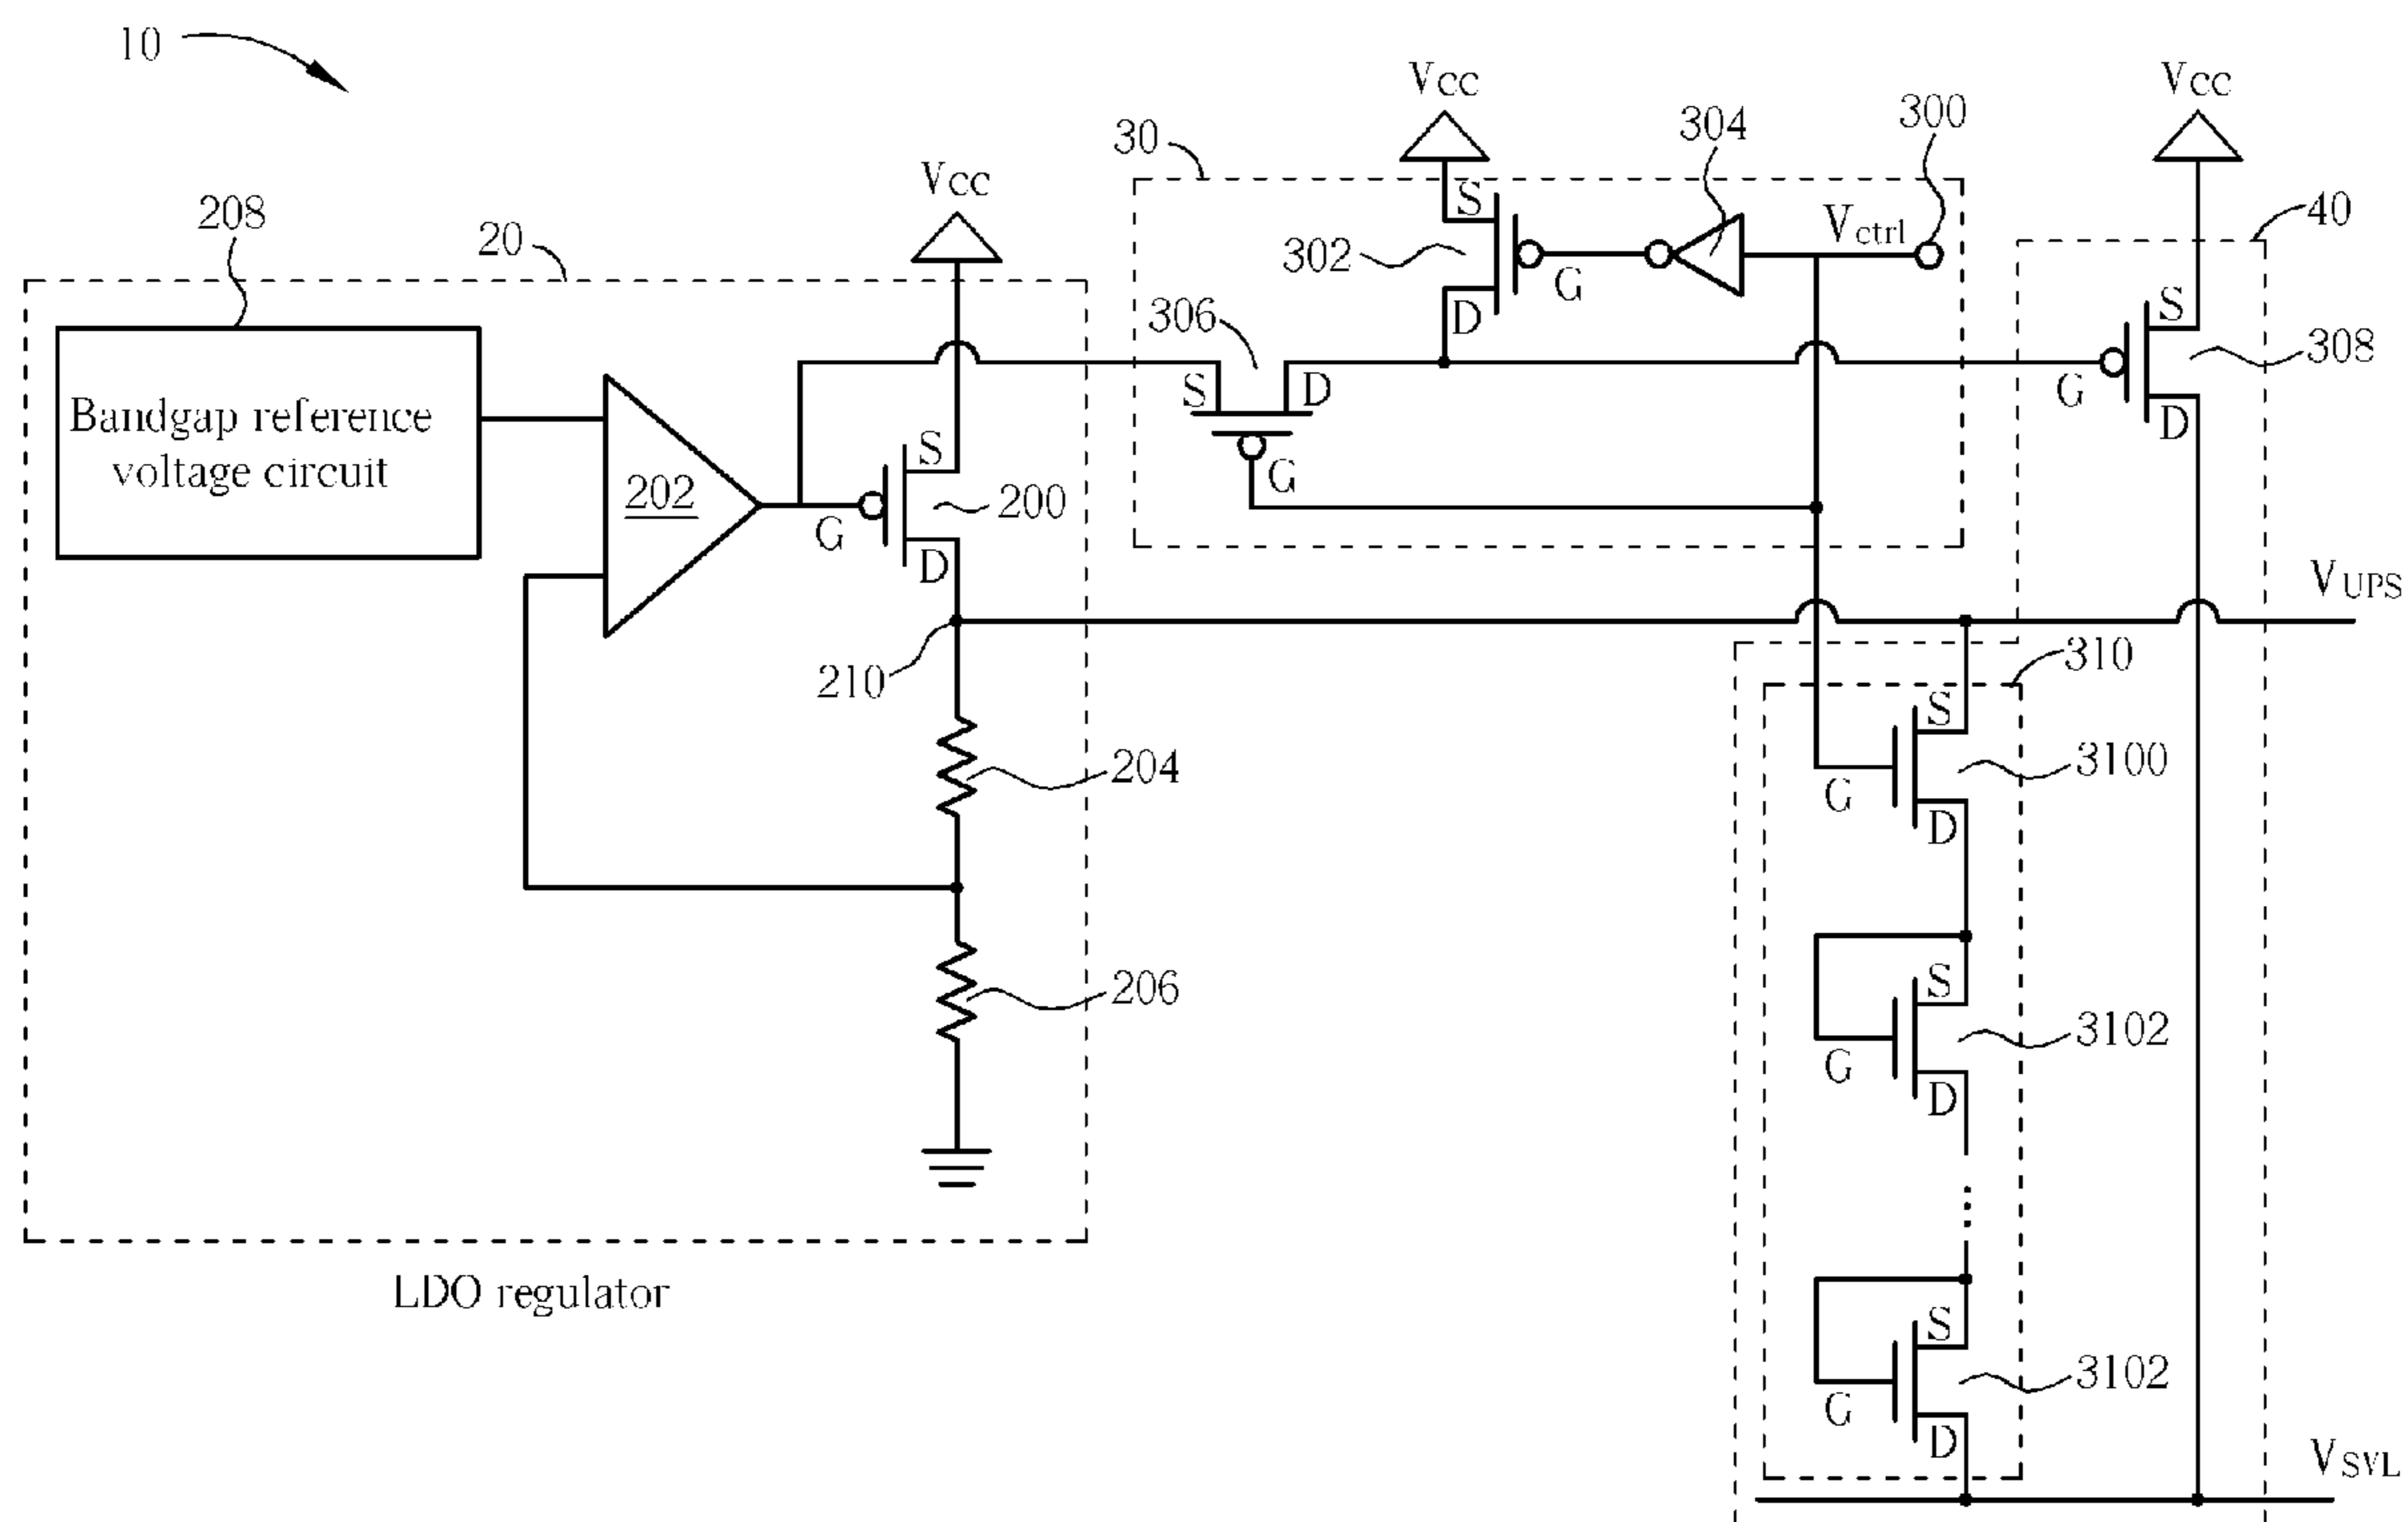 10
208
20
VCC
Bandgap reference
voltage circuit
202
G
S
D
200
210
204
206
LDO regulator
30
VCC
S
302
D
G
304
Vctrl
300
306
S
D
G
VCC
40
S
308
G
D
VUPS
310
S
3100
G
D
S
3102
G
D
S
3102
G
D
VSVL